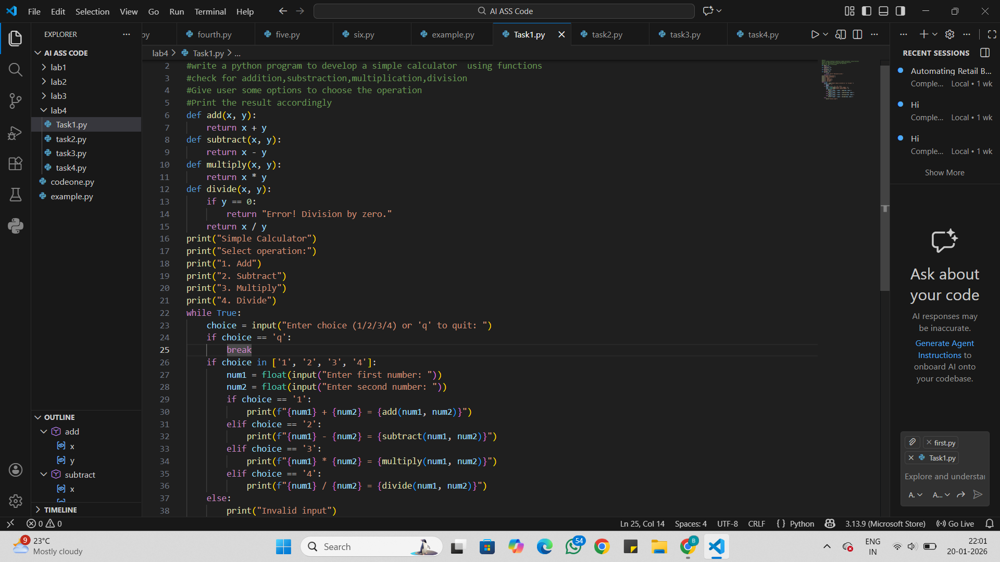 File Edit Selection View Go Run Terminal Help
AI ASS Code
EXPLORER
py
fourth.py
five.py
six.py
example.py
Task1.py
task2.py
task3.py
task4.py
AI ASS CODE
lab1
lab2
lab3
lab4
Task1.py
task2.py
task3.py
task4.py
codeone.py
example.py
OUTLINE
add
x
y
subtract
x
TIMELINE
lab4 > Task1.py > ...
2 #write a python program to develop a simple calculator  using functions
3 #check for addition,substraction,multiplication,division
4 #Give user some options to choose the operation
5 #Print the result accordingly
6 def add(x, y):
7     return x + y
8 def subtract(x, y):
9     return x - y
10 def multiply(x, y):
11     return x * y
12 def divide(x, y):
13     if y == 0:
14         return "Error! Division by zero."
15     return x / y
16 print("Simple Calculator")
17 print("Select operation:")
18 print("1. Add")
19 print("2. Subtract")
20 print("3. Multiply")
21 print("4. Divide")
22 while True:
23     choice = input("Enter choice (1/2/3/4) or 'q' to quit: ")
24     if choice == 'q':
25         break
26     if choice in ['1', '2', '3', '4']:
27         num1 = float(input("Enter first number: "))
28         num2 = float(input("Enter second number: "))
29         if choice == '1':
30             print(f"{num1} + {num2} = {add(num1, num2)}")
31         elif choice == '2':
32             print(f"{num1} - {num2} = {subtract(num1, num2)}")
33         elif choice == '3':
34             print(f"{num1} * {num2} = {multiply(num1, num2)}")
35         elif choice == '4':
36             print(f"{num1} / {num2} = {divide(num1, num2)}")
37     else:
38         print("Invalid input")
RECENT SESSIONS
Automating Retail B...
Comple... Local • 1 wk
Hi
Comple... Local • 1 wk
Hi
Comple... Local • 1 wk
Show More
Ask about
your code
AI responses may
be inaccurate.
Generate Agent
Instructions to
onboard AI onto
your codebase.
first.py
Task1.py
Explore and understa
A.
A...
0 0
Ln 25, Col 14
Spaces: 4
UTF-8
CRLF
{ } Python
3.13.9 (Microsoft Store)
Go Live
9
23°C
Mostly cloudy
Search
54
B
ENG
IN
22:01
20-01-2026